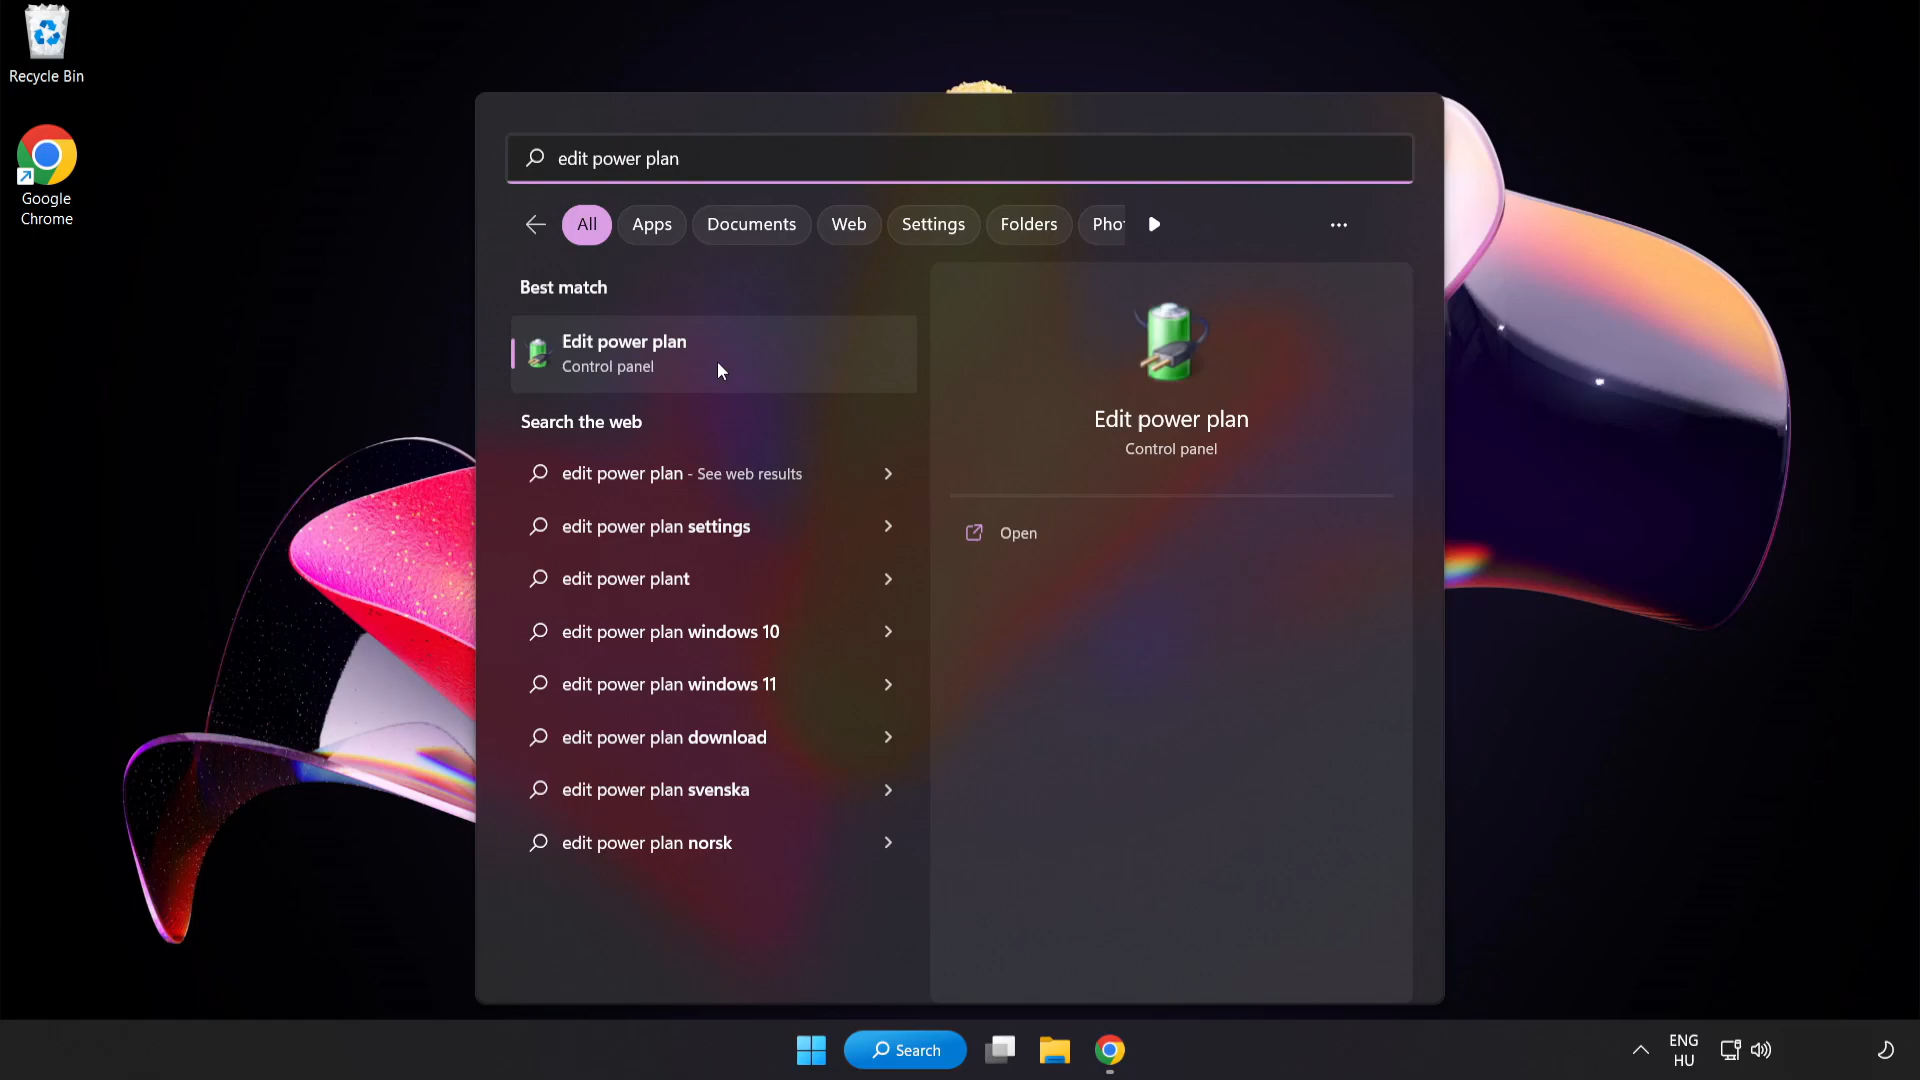 Recycle Bin
Google
Chrome
edit power plan
All
Apps
Documents
Web
Settings
Folders
Pho
Best match
Edit power plan
Control panel
Search the web
edit power plan - See web results
edit power plan settings
edit power plant
edit power plan windows 10
edit power plan windows 11
edit power plan download
edit power plan svenska
edit power plan norsk
Edit power plan
Control panel
Open
Search
ENG
HU